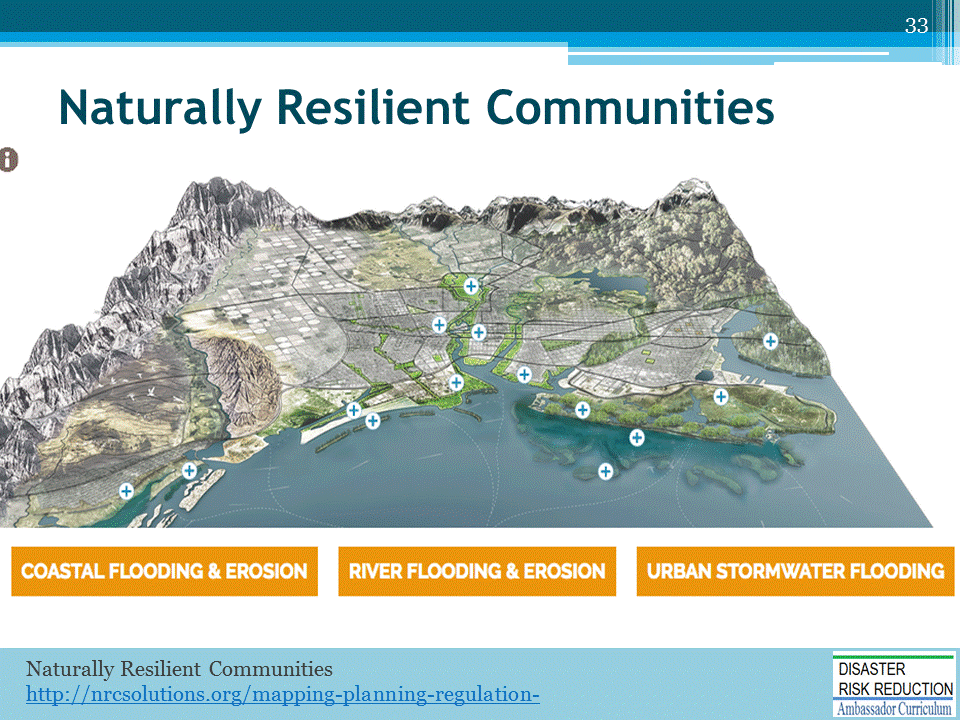 33
Naturally Resilient Communities
COASTAL FLOODING & EROSION
RIVER FLOODING & EROSION
URBAN STORMWATER FLOODING
Naturally Resilient Communities
http://nrcsolutions.org/mapping-planning-regulation-
DISASTER
RISK REDUCTION
Ambassador Curriculum